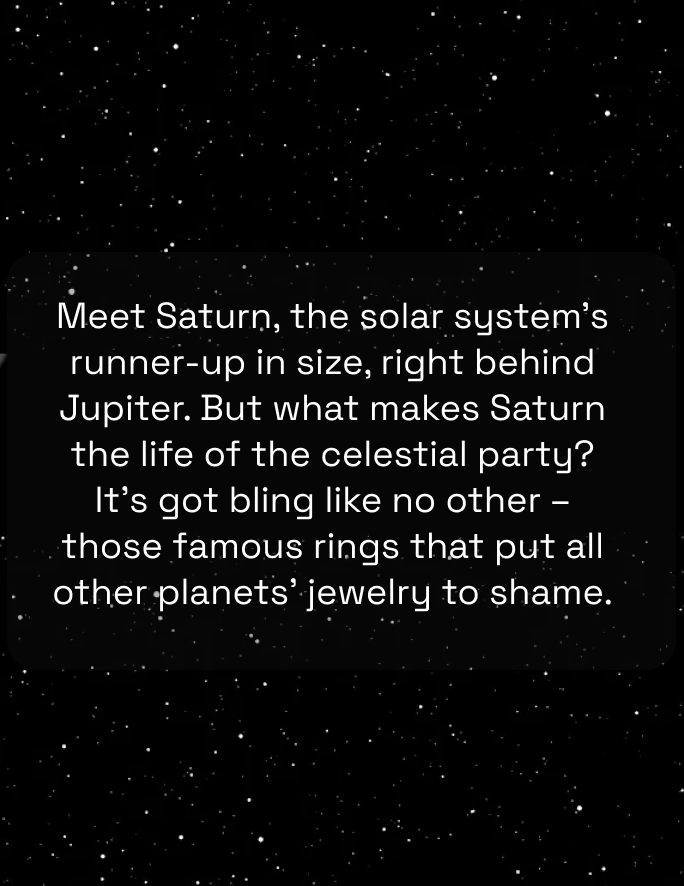 Meet Saturn, the solar system’s
runner-up in size, right behind
Jupiter. But what makes Saturn
the life of the celestial party?
It’s got bling like no other –
those famous rings that put all
other planets’ jewelry to shame.